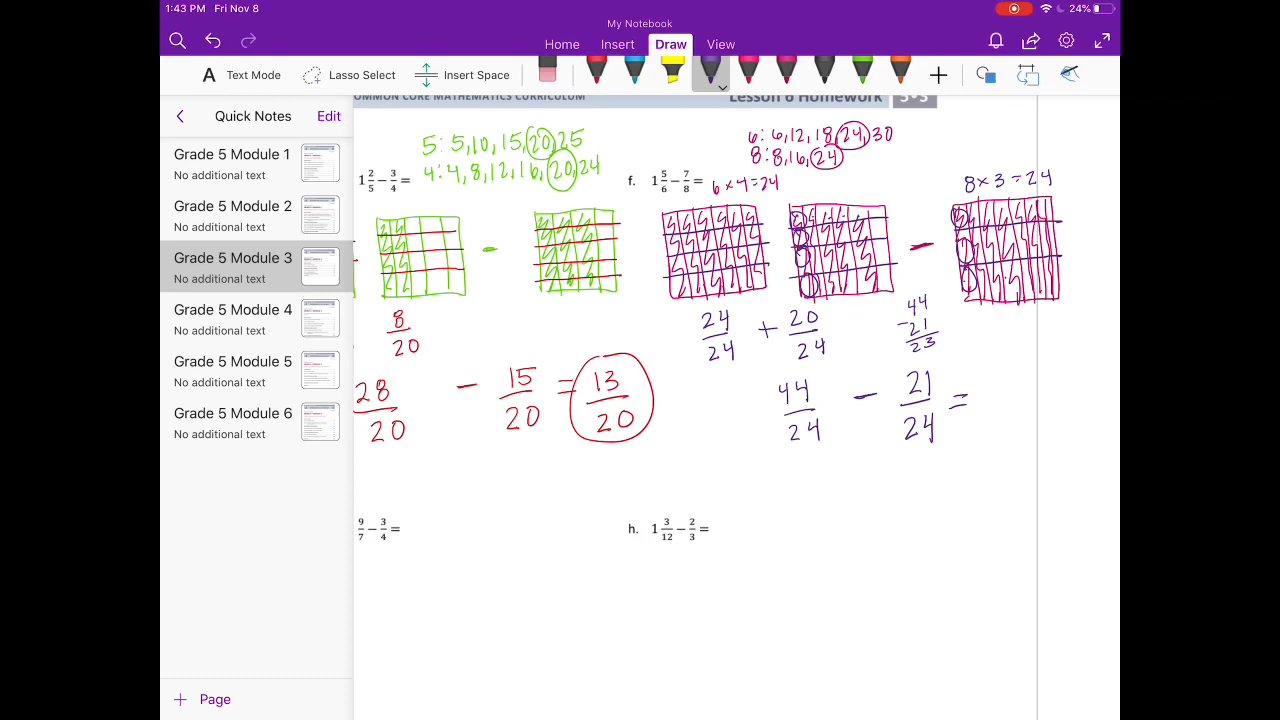 1:43 PM Fri Nov 8
24%
My Notebook
Home Insert Draw View
Text Mode
Lasso Select
Insert Space
Quick Notes
Edit
Grade 5 Module 1
No additional text
Grade 5 Module 2
No additional text
Grade 5 Module 3
No additional text
Grade 5 Module 4
No additional text
Grade 5 Module 5
No additional text
Grade 5 Module 6
No additional text
+ Page
OMMON CORE MATHEMATICS CURRICULUM
Lesson 6 Homework
5•3
5: 5,10,15,20,25
4: 4,8,12,16,20,24
1 2/5 − 3/4 =
−
8/20
28/20 − 15/20 = 13/20
6: 6,12,18,24,30
8: 8,16,24
f. 1 5/6 − 7/8 =
6×4=24
8×3=24
−
24/24 + 20/24
44
−21
23
44/24 − 21/24 =
9/7 − 3/4 =
h. 1 3/12 − 2/3 =